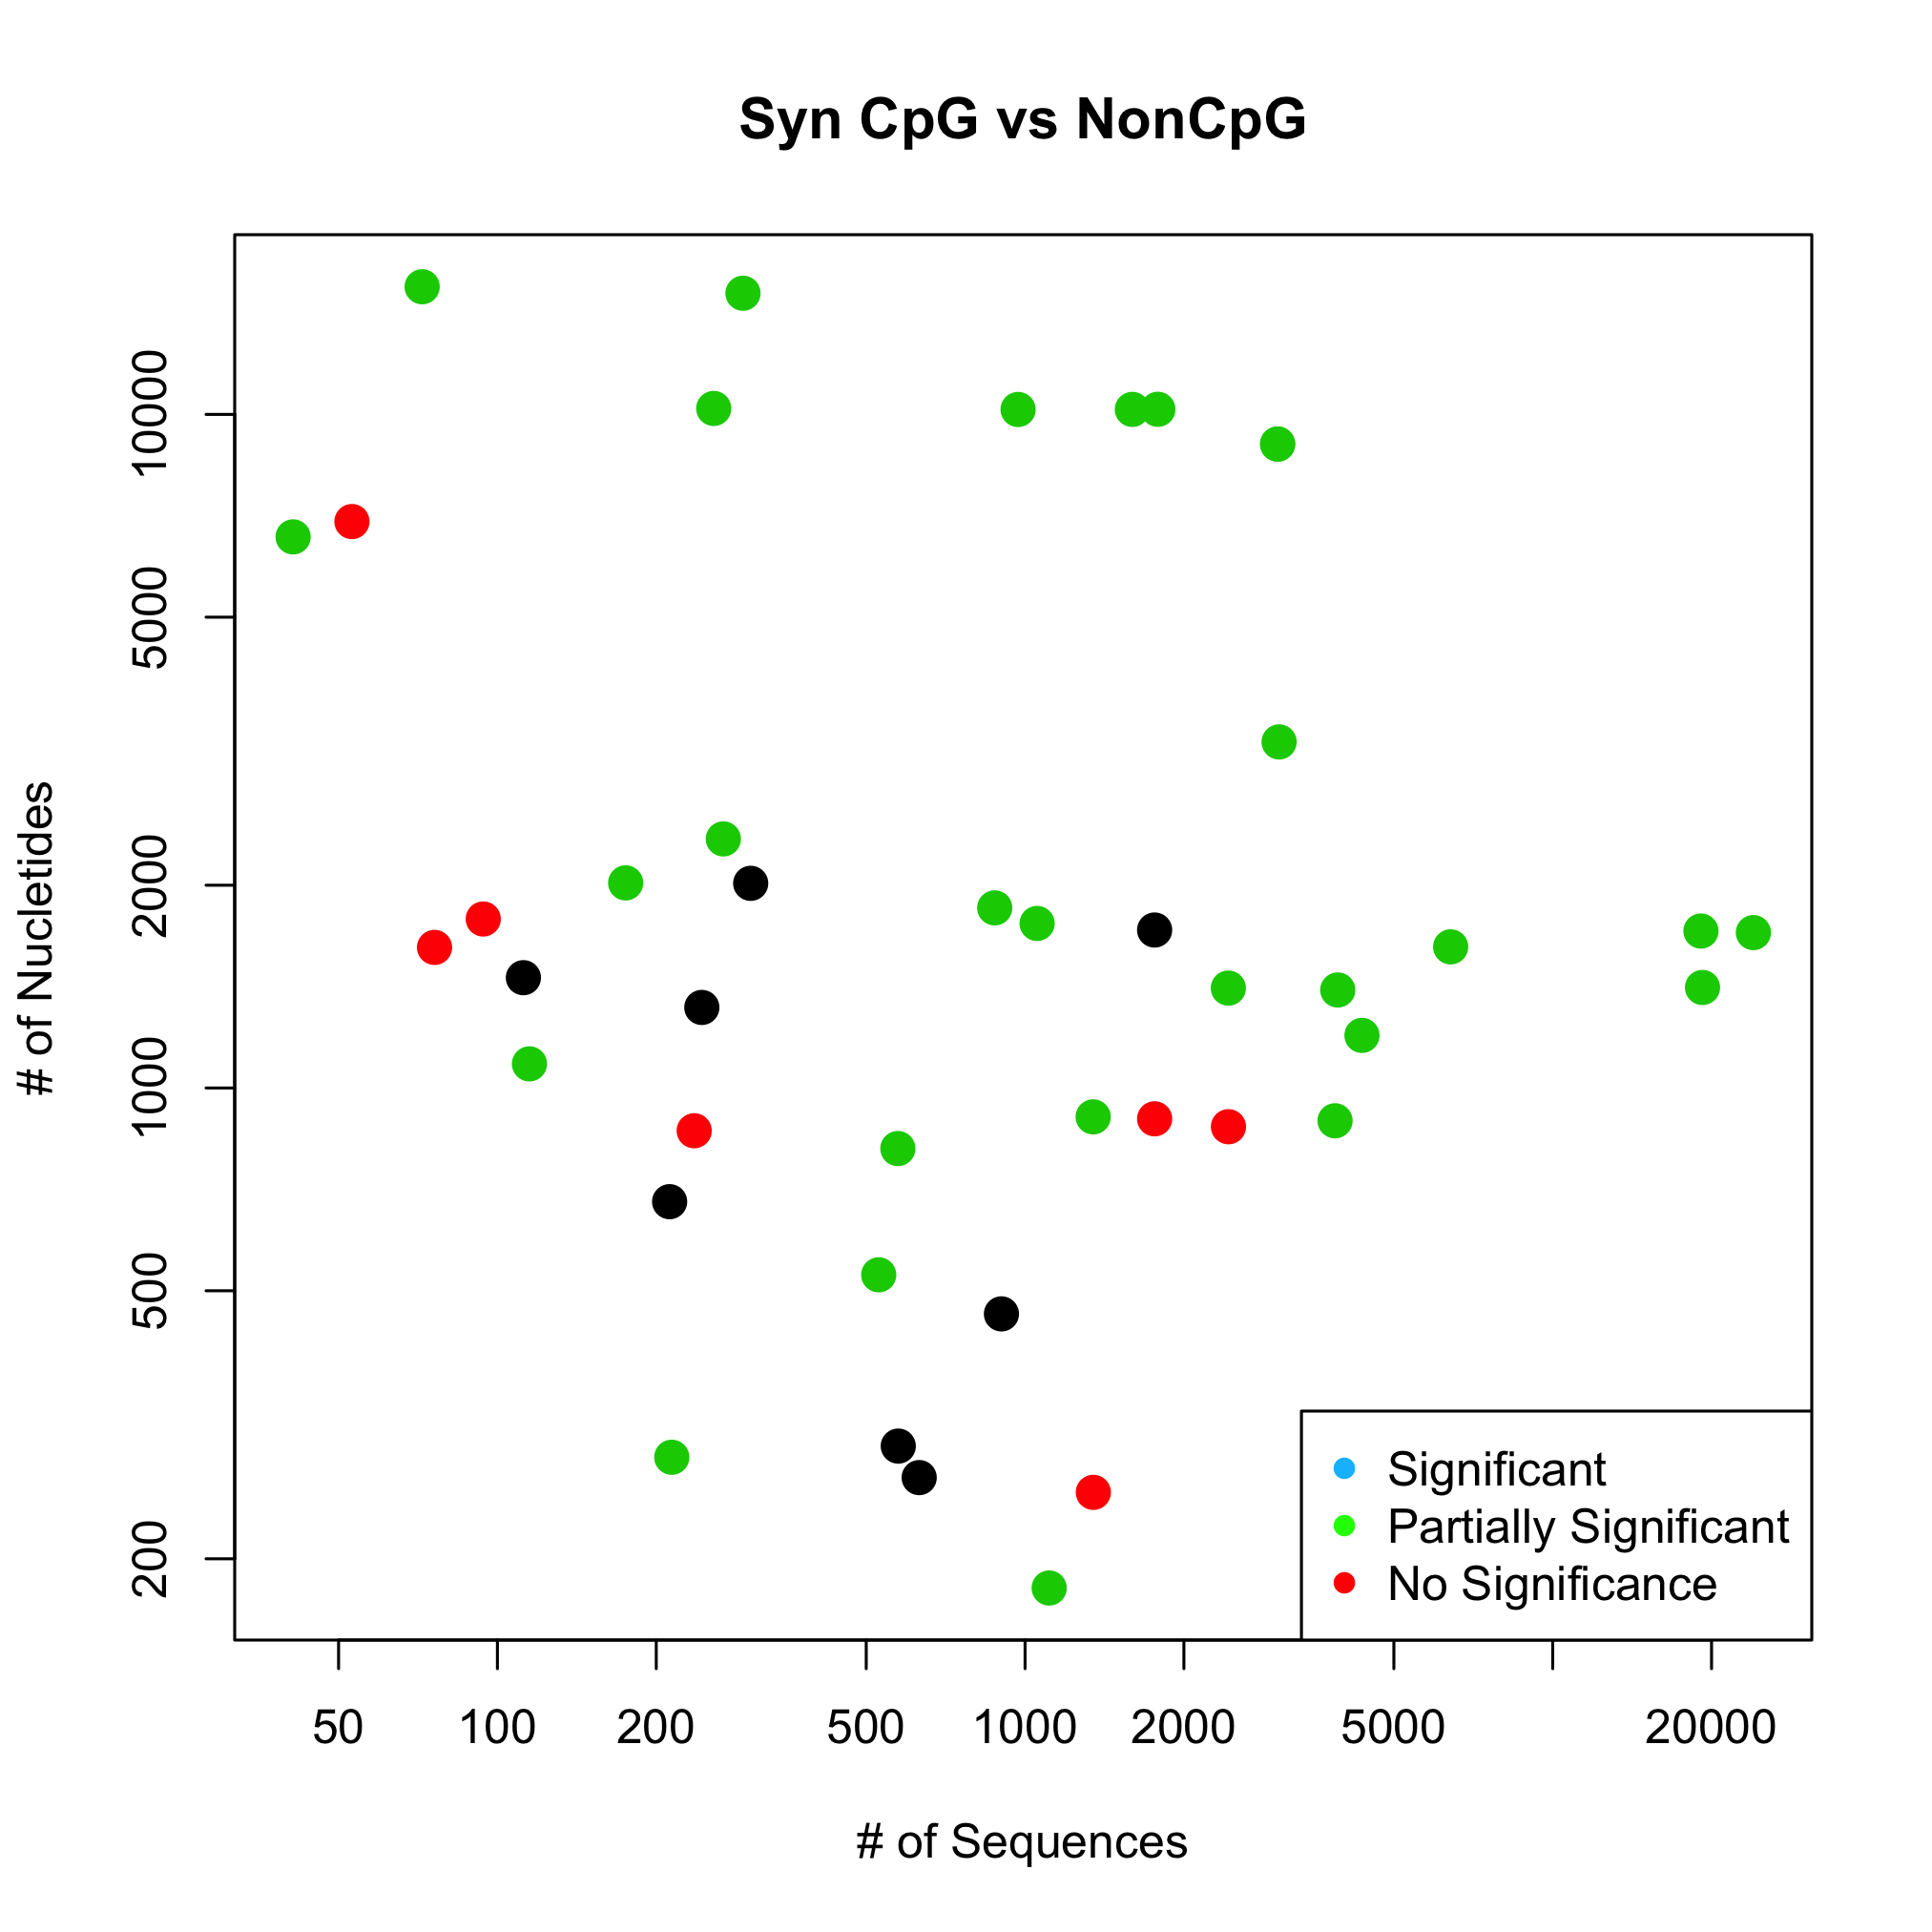 Syn CpG vs NonCpG
# of Nucletides
10000
5000
2000
1000
500
200
Significant
Partially Significant
No Significance
50 100 200 500 1000 2000 5000 20000
# of Sequences